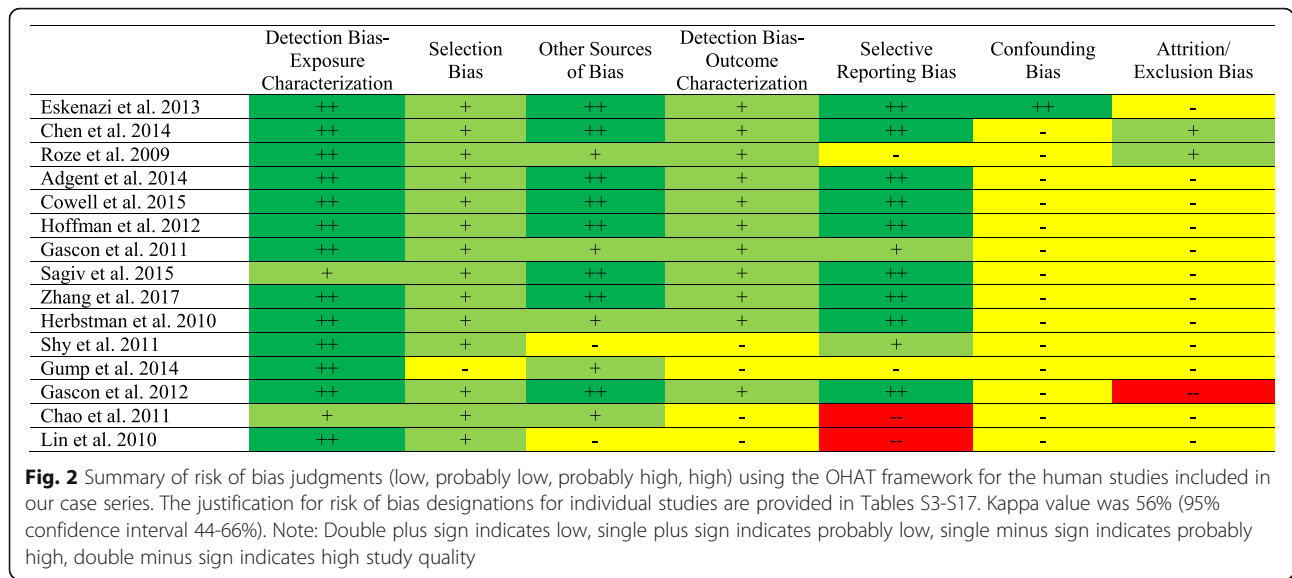 Detection Bias-
Exposure
Characterization
Selection
Bias
Other Sources
of Bias
Detection Bias-
Outcome
Characterization
Selective
Reporting Bias
Confounding
Bias
Attrition/
Exclusion Bias
Eskenazi et al. 2013 ++ + ++ + ++ ++ -
Chen et al. 2014 ++ + ++ + ++ - +
Roze et al. 2009 ++ + + + - - +
Adgent et al. 2014 ++ + ++ + ++ - -
Cowell et al. 2015 ++ + ++ + ++ - -
Hoffman et al. 2012 ++ + ++ + ++ - -
Gascon et al. 2011 ++ + + + + - -
Sagiv et al. 2015 + + ++ + ++ - -
Zhang et al. 2017 ++ + ++ + ++ - -
Herbstman et al. 2010 ++ + + + ++ - -
Shy et al. 2011 ++ + - - + - -
Gump et al. 2014 ++ - + - - - -
Gascon et al. 2012 ++ + ++ + ++ - --
Chao et al. 2011 + + + - -- - -
Lin et al. 2010 ++ + - - -- - -
Fig. 2 Summary of risk of bias judgments (low, probably low, probably high, high) using the OHAT framework for the human studies included in
our case series. The justification for risk of bias designations for individual studies are provided in Tables S3-S17. Kappa value was 56% (95%
confidence interval 44-66%). Note: Double plus sign indicates low, single plus sign indicates probably low, single minus sign indicates probably
high, double minus sign indicates high study quality